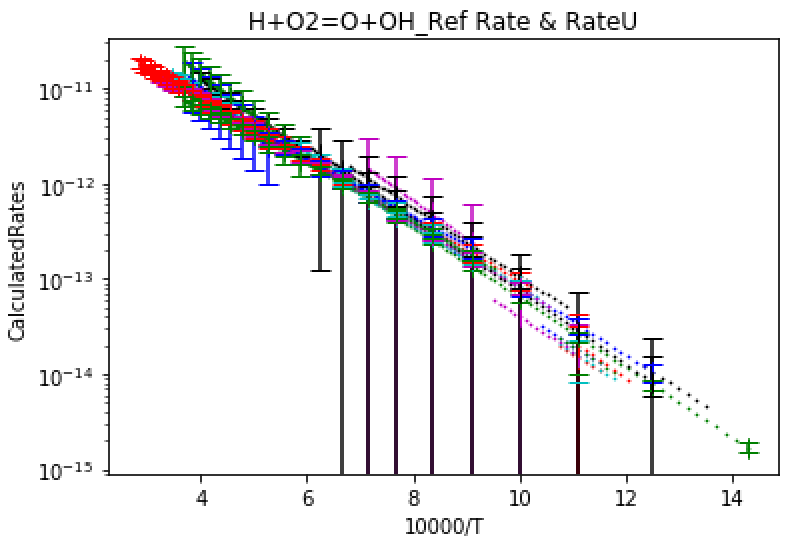 H+O2=O+OH_Ref Rate & RateU
10⁻¹¹
10⁻¹²
10⁻¹³
10⁻¹⁴
10⁻¹⁵
CalculatedRates
4 6 8 10 12 14
10000/T